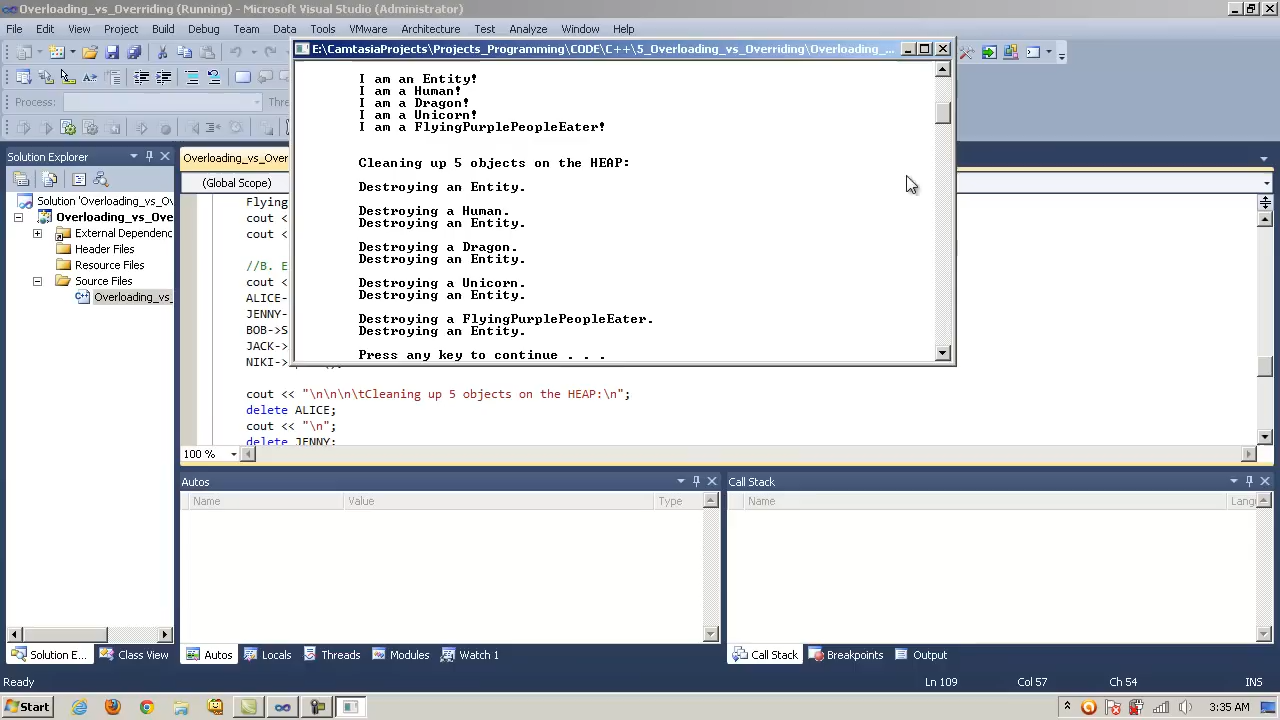 Overloading_vs_Overriding (Running) - Microsoft Visual Studio (Administrator)
File Edit View Project Build Debug Team Data Tools VMware Architecture Test Analyze Window Help
E:\CamtasiaProjects\Projects_Programming\CODE\C++\5_Overloading_vs_Overriding\Overloading_...
Process: Thre
I am an Entity!
I am a Human!
I am a Dragon!
I am a Unicorn!
I am a FlyingPurplePeopleEater!
Cleaning up 5 objects on the HEAP:
Destroying an Entity.
Destroying a Human.
Destroying an Entity.
Destroying a Dragon.
Destroying an Entity.
Destroying a Unicorn.
Destroying an Entity.
Destroying a FlyingPurplePeopleEater.
Destroying an Entity.
Press any key to continue . . .
Solution Explorer
Solution 'Overloading_vs_Ov
Overloading_vs_Ove
External Dependenc
Header Files
Resource Files
Source Files
Overloading_vs_
Overloading_vs_Ove
(Global Scope)
Flying
cout <
cout <
//B. E
cout <
ALICE-
JENNY-
BOB->S
JACK->
NIKI->
cout << "\n\n\n\tCleaning up 5 objects on the HEAP:\n";
delete ALICE;
cout << "\n";
delete JENNY;
100 %
Autos
Name Value Type
Call Stack
Name Lang
Solution E... Class View
Autos Locals Threads Modules Watch 1
Call Stack Breakpoints Output
Ready Ln 109 Col 57 Ch 54 INS
Start 3:35 AM